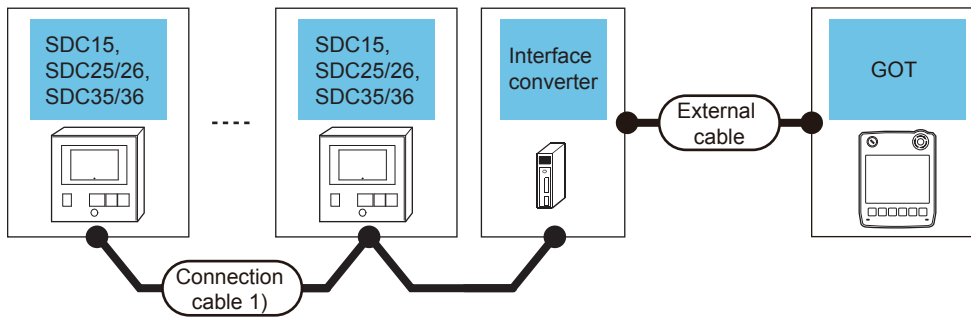 SDC15,
SDC25/26,
SDC35/36
SDC15,
SDC25/26,
SDC35/36
Interface
converter
GOT
External
cable
Connection
cable 1)